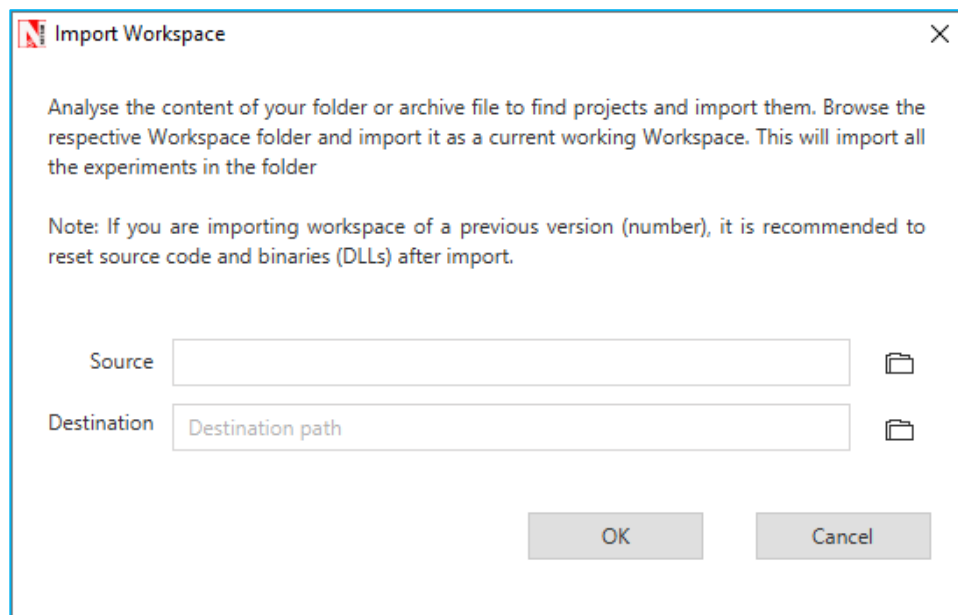 Import Workspace
Analyse the content of your folder or archive file to find projects and import them. Browse the
respective Workspace folder and import it as a current working Workspace. This will import all
the experiments in the folder
Note: If you are importing workspace of a previous version (number), it is recommended to
reset source code and binaries (DLLs) after import.
Source
Destination Destination path
OK Cancel